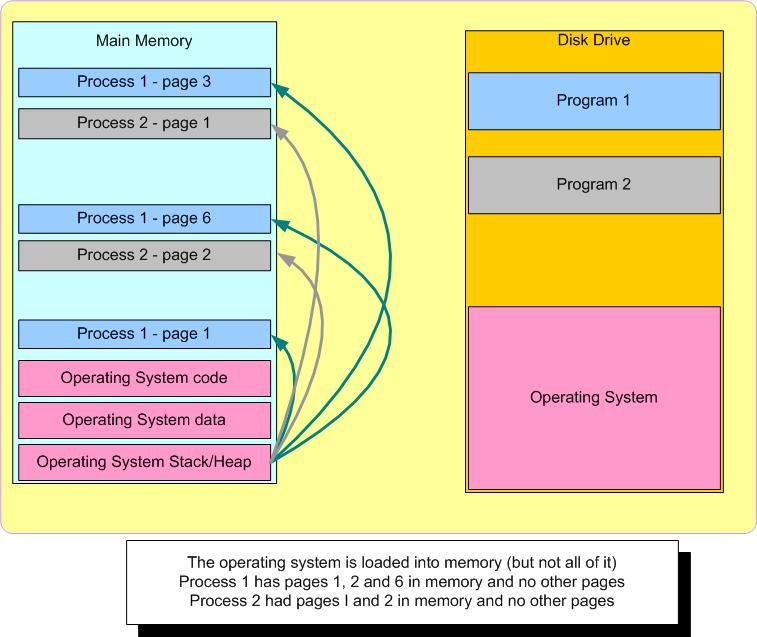 Main Memory
Process 1 - page 3
Process 2 - page 1
Process 1 - page 6
Process 2 - page 2
Process 1 - page 1
Operating System code
Operating System data
Operating System Stack/Heap
Disk Drive
Program 1
Program 2
Operating System
The operating system is loaded into memory (but not all of it)
Process 1 has pages 1, 2 and 6 in memory and no other pages
Process 2 had pages I and 2 in memory and no other pages